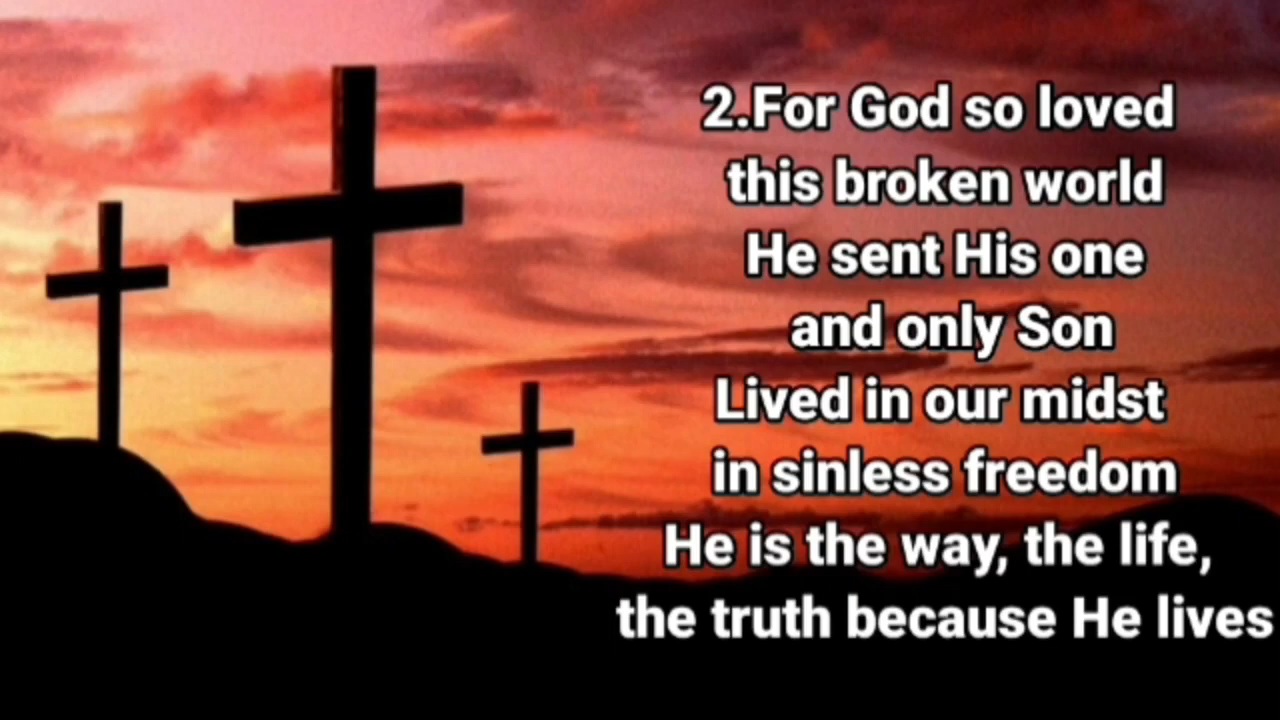 2.For God so loved
this broken world
He sent His one
and only Son
Lived in our midst
in sinless freedom
He is the way, the life,
the truth because He lives